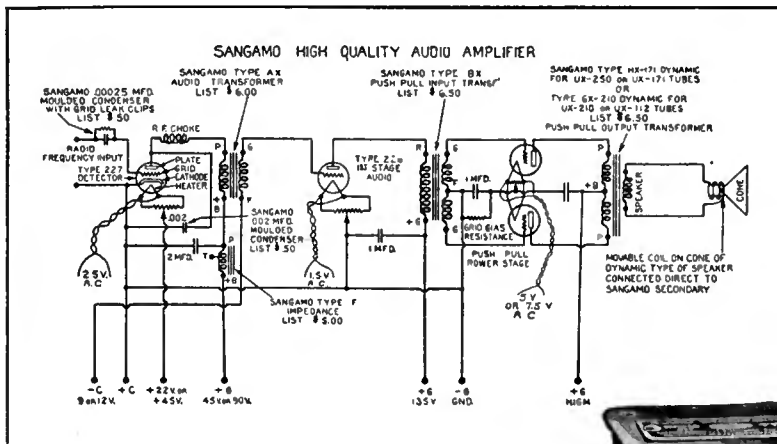 SANGAMO HIGH QUALITY AUDIO AMPLIFIER
SANGAMO .00025 MFD.
MOULDED CONDENSER
WITH GRID LEAK CLIPS
LIST $.50
SANGAMO TYPE AX
AUDIO TRANSFORMER
LIST $6.00
SANGAMO TYPE BX
PUSH PULL INPUT TRANSF'
LIST $6.50
SANGAMO TYPE HX-171 DYNAMIC
FOR UX-250 OR UX-171 TUBES
OR
TYPE GX-210 DYNAMIC FOR
UX-210 OR UX-112 TUBES
LIST $6.50
PUSH PULL OUTPUT TRANSFORMER
R.F. CHOKE
RADIO
FREQUENCY INPUT
TYPE 227
DETECTOR
PLATE
GRID
CATHODE
HEATER
P
G
+B
F
TYPE 226
1ST STAGE
AUDIO
P
G
F
G
+B
1 MFD.
GRID BIAS
RESISTANCE
PUSH PULL
POWER STAGE
P
+B
P
SPEAKER
CONE
.002
SANGAMO
.002 MFD.
MOULDED
CONDENSER
LIST $.50
2 MFD.
P
T
+B
1 MFD.
2.5 V.
A.C
1.5 V.
A.C.
5 V
OR 7.5 V
A C
SANGAMO TYPE F
IMPEDANCE
LIST $5.00
MOVABLE COIL ON CONE OF
DYNAMIC TYPE OF SPEAKER
CONNECTED DIRECT TO
SANGAMO SECONDARY
-C
9 OR 12V.
+C
+22V. OR
+45V.
+B
45V. OR 90V.
+B
135V
-B
GND.
+B
HIGH